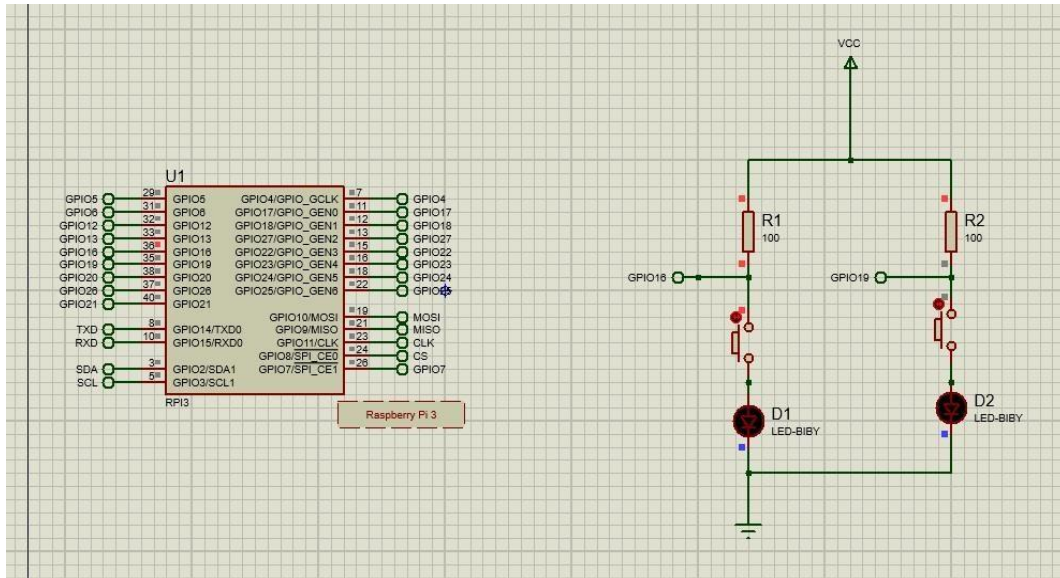 VCC
U1
GPIO5 29 GPIO5 GPIO4/GPIO_GCLK 7 GPIO4
GPIO6 31 GPIO6 GPIO17/GPIO_GEN0 11 GPIO17
GPIO12 32 GPIO12 GPIO18/GPIO_GEN1 12 GPIO18
GPIO13 33 GPIO13 GPIO27/GPIO_GEN2 13 GPIO27
GPIO16 36 GPIO16 GPIO22/GPIO_GEN3 15 GPIO22
GPIO19 35 GPIO19 GPIO23/GPIO_GEN4 16 GPIO23
GPIO20 38 GPIO20 GPIO24/GPIO_GEN5 18 GPIO24
GPIO26 37 GPIO26 GPIO25/GPIO_GEN6 22
GPIO21 40 GPIO21
GPIO10/MOSI 19 MOSI
TXD 8 GPIO14/TXD0 GPIO9/MISO 21 MISO
RXD 10 GPIO15/RXD0 GPIO11/CLK 23 CLK
GPIO8/SPI_CE0 24 CS
SDA 3 GPIO2/SDA1 GPIO7/SPI_CE1 26 GPIO7
SCL 5 GPIO3/SCL1
RPI3
Raspberry Pi 3
R1
100
R2
100
GPIO16
GPIO19
D1
LED-BIBY
D2
LED-BIBY